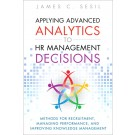 JAMES C. SESIL
APPLYING ADVANCED
ANALYTICS
TO HR MANAGEMENT
DECISIONS
METHODS FOR RECRUITMENT,
MANAGING PERFORMANCE, AND
IMPROVING KNOWLEDGE MANAGEMENT